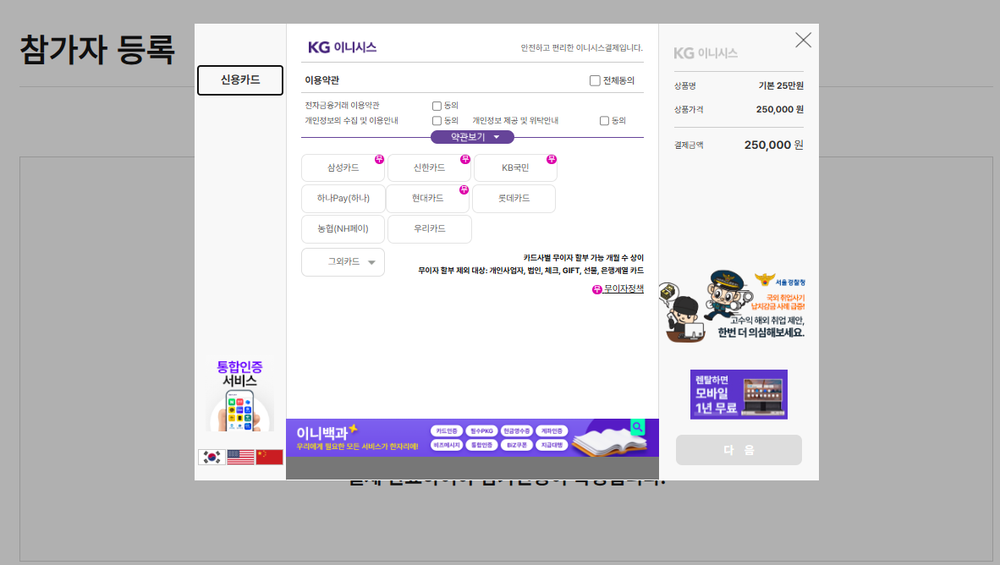 참가자 등록
신용카드
통합인증
서비스
KG 이니시스
안전하고 편리한 이니시스결제입니다.
이용약관
전체동의
전자금융거래 이용약관
동의
개인정보의 수집 및 이용안내
동의
개인정보 제공 및 위탁안내
동의
약관보기
삼성카드
무
신한카드
무
KB국민
무
하나Pay(하나)
현대카드
무
롯데카드
농협(NH페이)
우리카드
그외카드
카드사별 무이자 할부 가능 개월 수 상이
무이자 할부 제외 대상: 개인사업자, 법인, 체크, GIFT, 선불, 은행계열 카드
무 무이자정책
이니백과
우리에게 필요한 모든 서비스가 한자리에!
카드인증 필수PKG 현금영수증 계좌인증
비즈메시지 통합인증 BIZ쿠폰 지급대행
KG 이니시스
상품명 기본 25만원
상품가격 250,000 원
결제금액 250,000 원
서울경찰청
국외 취업사기
납치감금 사례 급증!
고수익 해외 취업 제안,
한번 더 의심해보세요.
렌탈하면
모바일
1년 무료
다 음